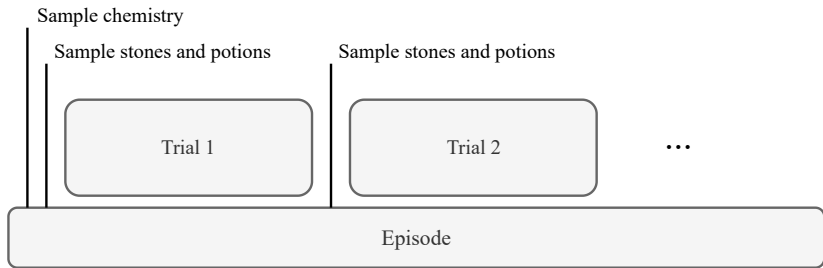 Sample chemistry
Sample stones and potions
Sample stones and potions
Trial 1
Trial 2
...
Episode